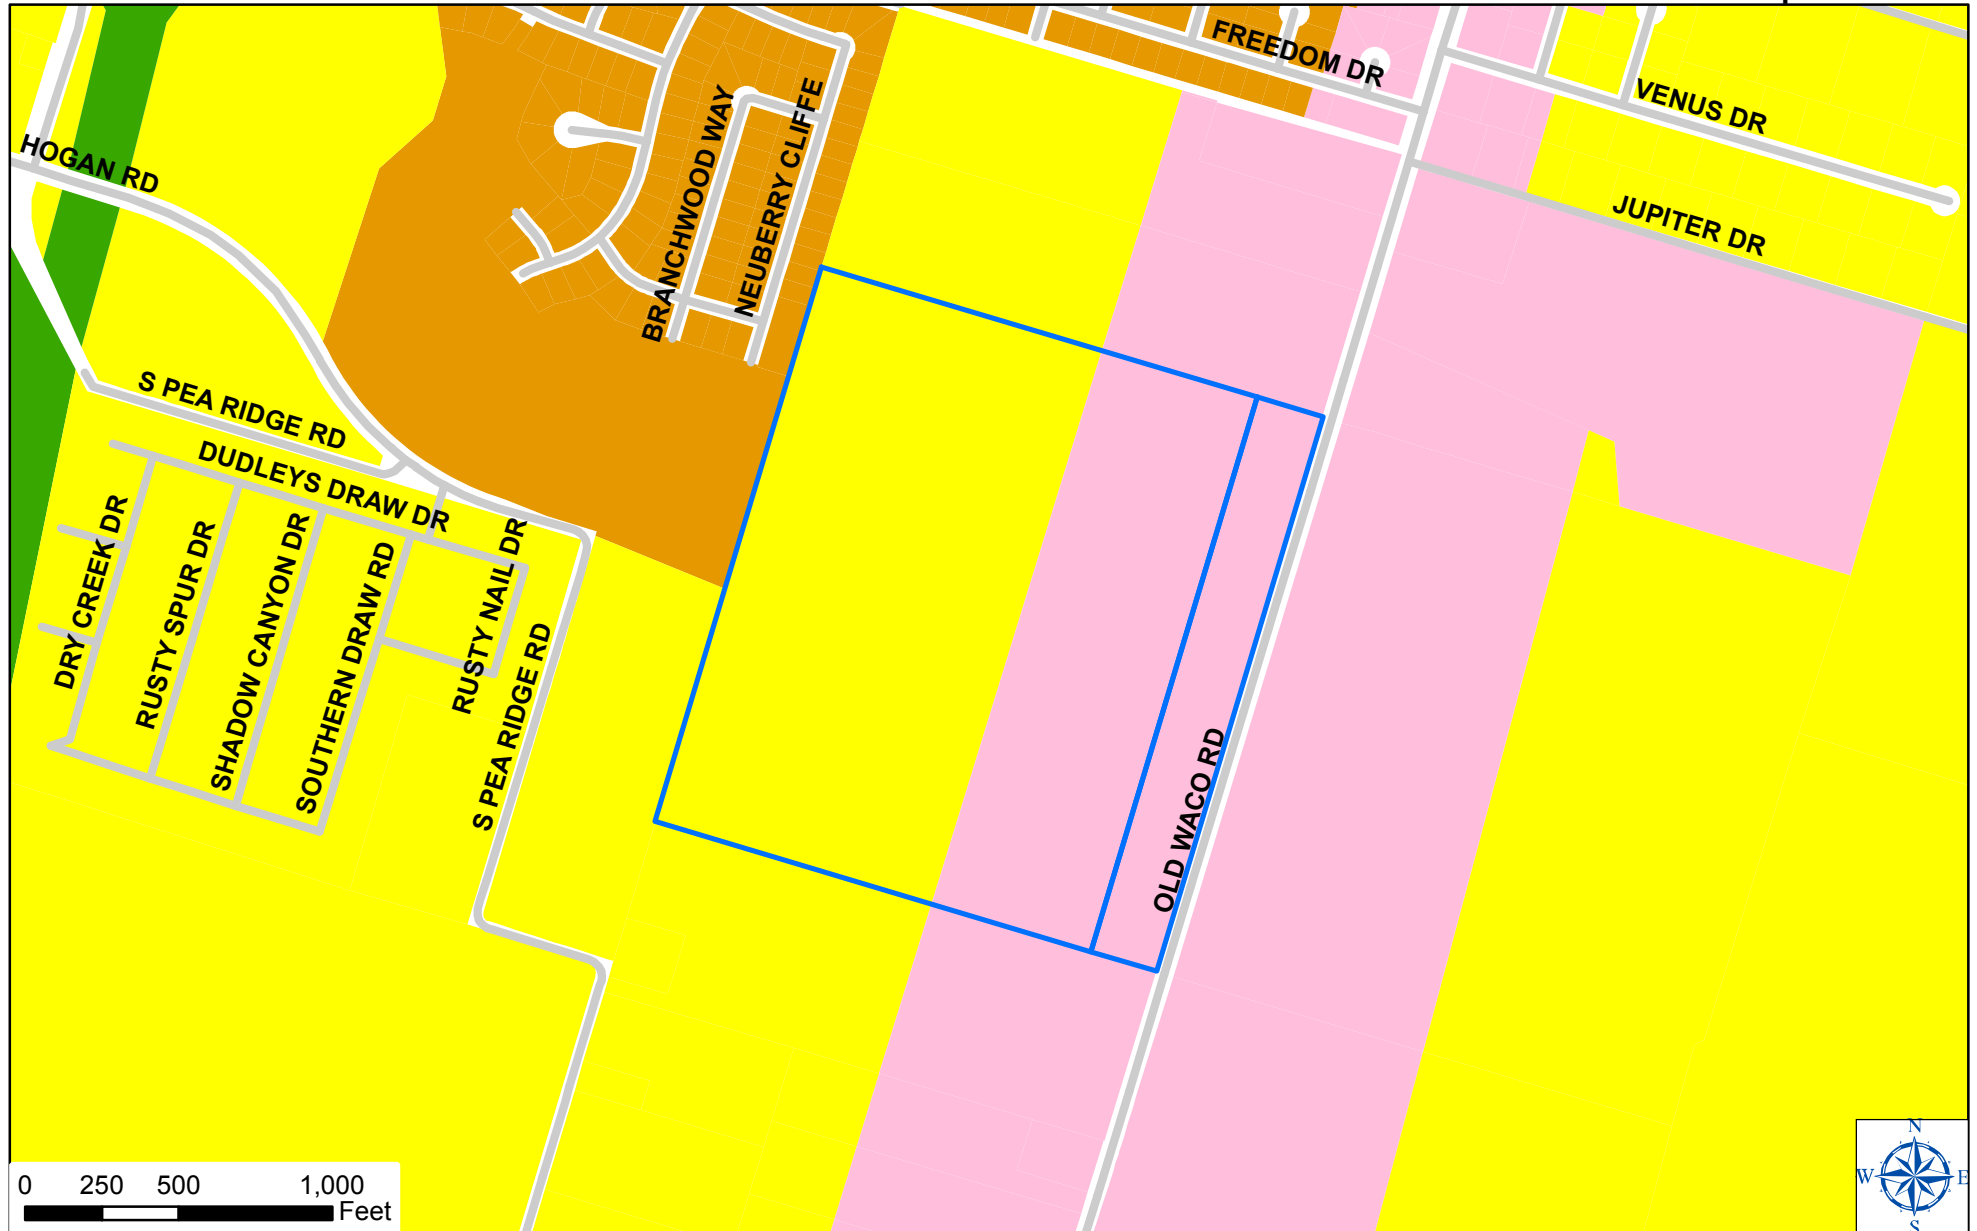 FREEDOM DR
VENUS DR
HOGAN RD
BRANCHWOOD WAY
NEUBERRY CLIFFE
JUPITER DR
S PEA RIDGE RD
DUDLEYS DRAW DR
DRY CREEK DR
RUSTY SPUR DR
SHADOW CANYON DR
SOUTHERN DRAW RD
RUSTY NAIL DR
S PEA RIDGE RD
OLD WACO RD
0 250 500 1,000
Feet
N
W E
S